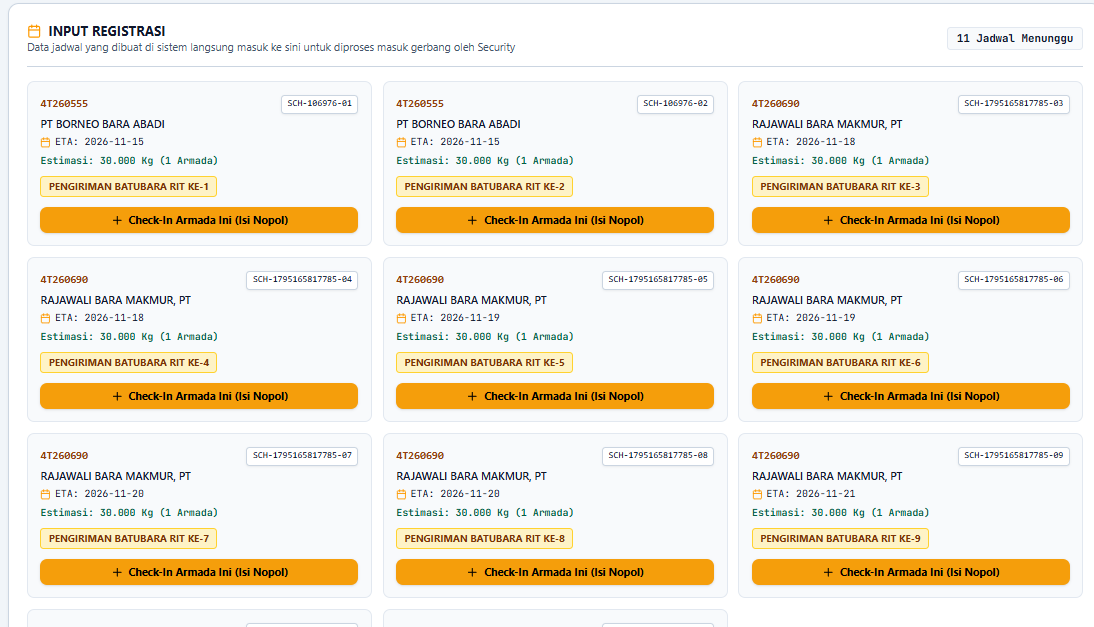 INPUT REGISTRASI
Data jadwal yang dibuat di sistem langsung masuk ke sini untuk diproses masuk gerbang oleh Security
11 Jadwal Menunggu
4T260555
SCH-106976-01
PT BORNEO BARA ABADI
ETA: 2026-11-15
Estimasi: 30.000 Kg (1 Armada)
PENGIRIMAN BATUBARA RIT KE-1
+ Check-In Armada Ini (Isi Nopol)
4T260555
SCH-106976-02
PT BORNEO BARA ABADI
ETA: 2026-11-15
Estimasi: 30.000 Kg (1 Armada)
PENGIRIMAN BATUBARA RIT KE-2
+ Check-In Armada Ini (Isi Nopol)
4T260690
SCH-1795165817785-03
RAJAWALI BARA MAKMUR, PT
ETA: 2026-11-18
Estimasi: 30.000 Kg (1 Armada)
PENGIRIMAN BATUBARA RIT KE-3
+ Check-In Armada Ini (Isi Nopol)
4T260690
SCH-1795165817785-04
RAJAWALI BARA MAKMUR, PT
ETA: 2026-11-18
Estimasi: 30.000 Kg (1 Armada)
PENGIRIMAN BATUBARA RIT KE-4
+ Check-In Armada Ini (Isi Nopol)
4T260690
SCH-1795165817785-05
RAJAWALI BARA MAKMUR, PT
ETA: 2026-11-19
Estimasi: 30.000 Kg (1 Armada)
PENGIRIMAN BATUBARA RIT KE-5
+ Check-In Armada Ini (Isi Nopol)
4T260690
SCH-1795165817785-06
RAJAWALI BARA MAKMUR, PT
ETA: 2026-11-19
Estimasi: 30.000 Kg (1 Armada)
PENGIRIMAN BATUBARA RIT KE-6
+ Check-In Armada Ini (Isi Nopol)
4T260690
SCH-1795165817785-07
RAJAWALI BARA MAKMUR, PT
ETA: 2026-11-20
Estimasi: 30.000 Kg (1 Armada)
PENGIRIMAN BATUBARA RIT KE-7
+ Check-In Armada Ini (Isi Nopol)
4T260690
SCH-1795165817785-08
RAJAWALI BARA MAKMUR, PT
ETA: 2026-11-20
Estimasi: 30.000 Kg (1 Armada)
PENGIRIMAN BATUBARA RIT KE-8
+ Check-In Armada Ini (Isi Nopol)
4T260690
SCH-1795165817785-09
RAJAWALI BARA MAKMUR, PT
ETA: 2026-11-21
Estimasi: 30.000 Kg (1 Armada)
PENGIRIMAN BATUBARA RIT KE-9
+ Check-In Armada Ini (Isi Nopol)